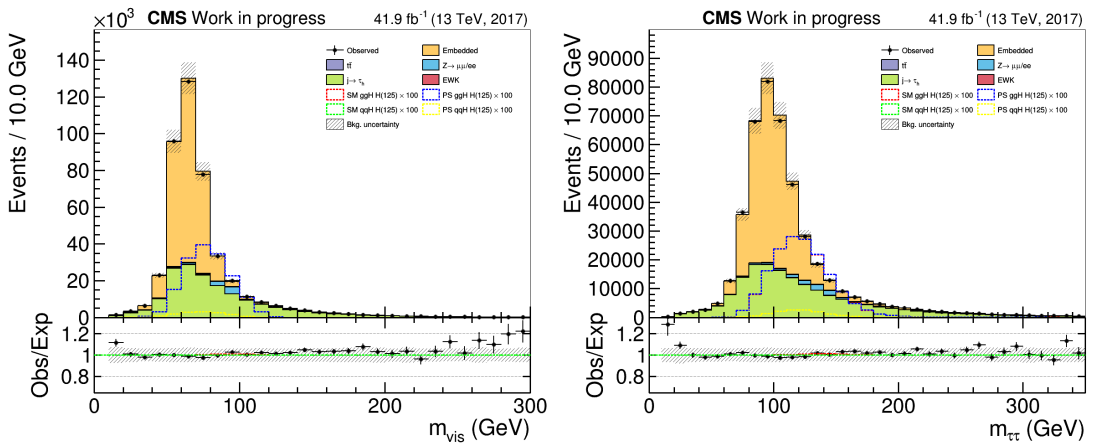 ×10³ CMS Work in progress 41.9 fb⁻¹ (13 TeV, 2017)
Events / 10.0 GeV
140
120
100
80
60
40
20
0
Observed Embedded
tt̄ Z→ μμ/ee
j→ τₕ EWK
SM ggH H(125) × 100 PS ggH H(125) × 100
SM qqH H(125) × 100 PS qqH H(125) × 100
Bkg. uncertainty
Obs/Exp
1.2
1
0.8
0 100 200 300
m_vis (GeV)
CMS Work in progress 41.9 fb⁻¹ (13 TeV, 2017)
Events / 10.0 GeV
90000
80000
70000
60000
50000
40000
30000
20000
10000
0
Observed Embedded
tt̄ Z→ μμ/ee
j→ τₕ EWK
SM ggH H(125) × 100 PS ggH H(125) × 100
SM qqH H(125) × 100 PS qqH H(125) × 100
Bkg. uncertainty
Obs/Exp
1.2
1
0.8
0 100 200 300
m_ττ (GeV)